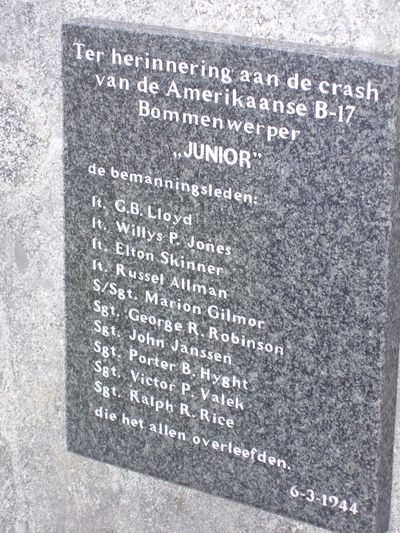 Ter herinnering aan de crash
van de Amerikaanse B-17
Bommenwerper
„JUNIOR”
de bemanningsleden:
lt. G.B. Lloyd
lt. Willys P. Jones
lt. Elton Skinner
lt. Russel Allman
S/Sgt. Marion Gilmor
Sgt. George R. Robinson
Sgt. John Janssen
Sgt. Porter B. Hyght
Sgt. Victor P. Valek
Sgt. Ralph R. Rice
die het allen overleefden.
6-3-1944